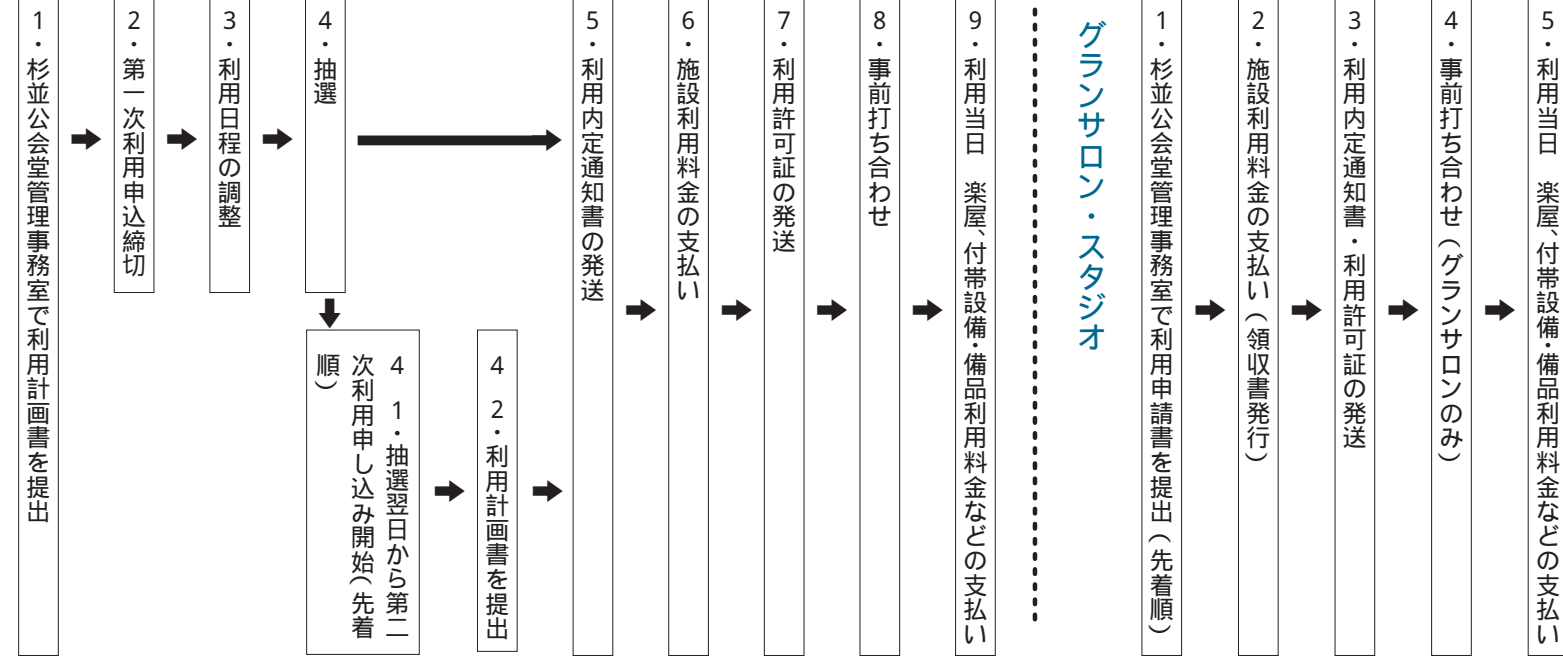 1・杉並公会堂管理事務室で利用計画書を提出
2・第一次利用申込締切
3・利用日程の調整
4・抽選
4 1・抽選翌日から第二
次利用申し込み開始(先着
順)
4 2・利用計画書を提出
5・利用内定通知書の発送
6・施設利用料金の支払い
7・利用許可証の発送
8・事前打ち合わせ
9・利用当日 楽屋、付帯設備・備品利用料金などの支払い
グランサロン・スタジオ
1・杉並公会堂管理事務室で利用申請書を提出(先着順)
2・施設利用料金の支払い(領収書発行)
3・利用内定通知書・利用許可証の発送
4・事前打ち合わせ(グランサロンのみ)
5・利用当日 楽屋、付帯設備・備品利用料金などの支払い